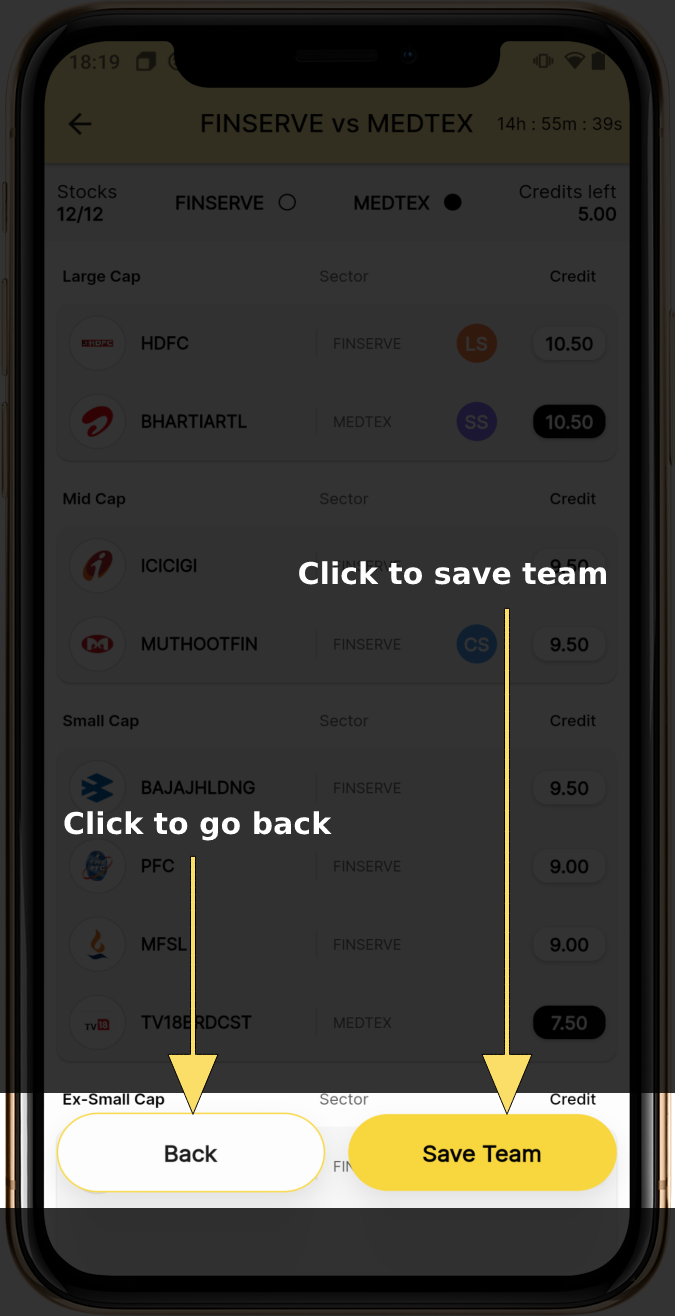 18:19
FINSERVE vs MEDTEX 14h : 55m : 39s
Stocks
12/12
FINSERVE
MEDTEX
Credits left
5.00
Large Cap Sector Credit
HDFC FINSERVE LS 10.50
BHARTIARTL MEDTEX SS 10.50
Mid Cap Sector Credit
ICICIGI FINSERVE 9.50
Click to save team
MUTHOOTFIN FINSERVE CS 9.50
Small Cap Sector Credit
BAJAJHLDNG FINSERVE 9.50
Click to go back
PFC FINSERVE 9.00
MFSL FINSERVE 9.00
TV18 TV18BRDCST MEDTEX 7.50
Ex-Small Cap Sector Credit
Back
Save Team